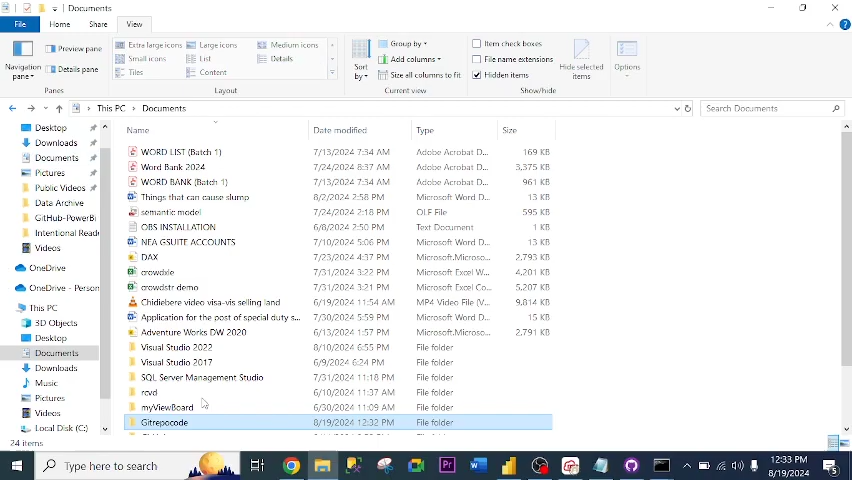 Documents
File Home Share View
Navigation pane
Preview pane
Details pane
Panes
Extra large icons Large icons Medium icons
Small icons List Details
Tiles Content
Layout
Sort by
Group by
Add columns
Size all columns to fit
Current view
Item check boxes
File name extensions
Hidden items
Hide selected items
Show/hide
Options
This PC > Documents
Search Documents
Desktop
Downloads
Documents
Pictures
Public Videos
Data Archive
GitHub-PowerBi
Intentional Reade
Videos
OneDrive
OneDrive - Person
This PC
3D Objects
Desktop
Documents
Downloads
Music
Pictures
Videos
Local Disk (C:)
Name Date modified Type Size
WORD LIST (Batch 1) 7/13/2024 7:34 AM Adobe Acrobat D... 169 KB
Word Bank 2024 7/24/2024 8:37 AM Adobe Acrobat D... 3,375 KB
WORD BANK (Batch 1) 7/13/2024 7:34 AM Adobe Acrobat D... 961 KB
Things that can cause slump 8/2/2024 2:58 PM Microsoft Word D... 13 KB
semantic model 7/24/2024 2:18 PM OLF File 595 KB
OBS INSTALLATION 6/8/2024 2:50 PM Text Document 1 KB
NEA GSUITE ACCOUNTS 7/10/2024 5:06 PM Microsoft Word D... 13 KB
DAX 7/23/2024 4:37 PM Microsoft.Microso... 2,793 KB
crowdxle 7/31/2024 3:22 PM Microsoft Excel W... 4,201 KB
crowdstr demo 7/31/2024 3:21 PM Microsoft Excel Co... 5,207 KB
Chidiebere video visa-vis selling land 6/19/2024 11:54 AM MP4 Video File (V... 9,814 KB
Application for the post of special duty s... 7/30/2024 5:59 PM Microsoft Word D... 15 KB
Adventure Works DW 2020 6/13/2024 1:57 PM Microsoft.Microso... 2,791 KB
Visual Studio 2022 8/10/2024 6:55 PM File folder
Visual Studio 2017 6/9/2024 6:24 PM File folder
SQL Server Management Studio 7/31/2024 11:18 PM File folder
rcvd 6/10/2024 11:37 AM File folder
myViewBoard 6/30/2024 11:09 AM File folder
Gitrepocode 8/19/2024 12:32 PM File folder
24 items
Type here to search
12:33 PM
8/19/2024
5